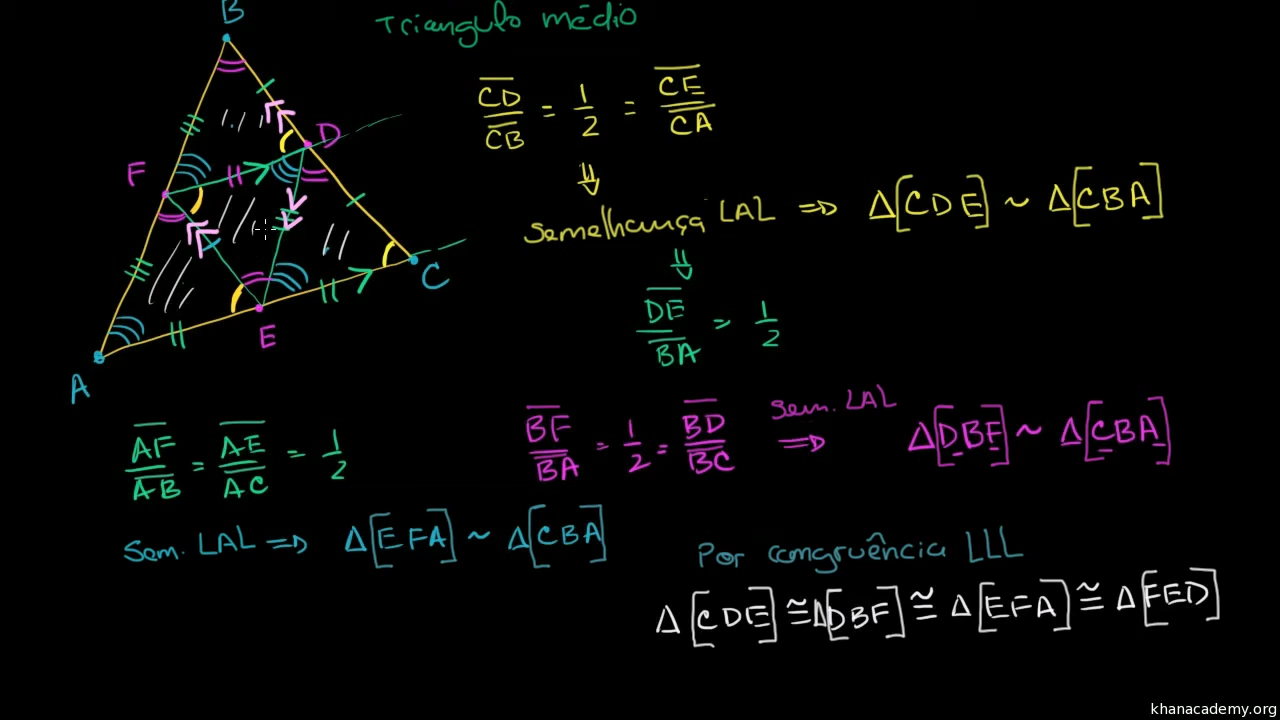 Triângulo médio
B
D
F
C
E
A
CD/CB = 1/2 = CE/CA
⇓
Semelhança LAL ⇒ Δ[CDE] ~ Δ[CBA]
⇓
DE/BA = 1/2
AF/AB = AE/AC = 1/2
Sem. LAL ⇒ Δ[EFA] ~ Δ[CBA]
BF/BA = 1/2 = BD/BC Sem. LAL ⇒ Δ[DBF] ~ Δ[CBA]
Por congruência LLL
Δ[CDE] ≅ Δ[DBF] ≅ Δ[EFA] ≅ Δ[FED]
khanacademy.org